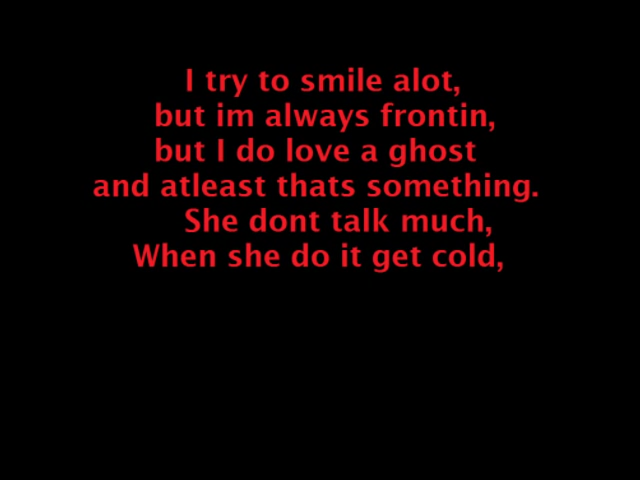 I try to smile alot,
but im always frontin,
but I do love a ghost
and atleast thats something.
She dont talk much,
When she do it get cold,